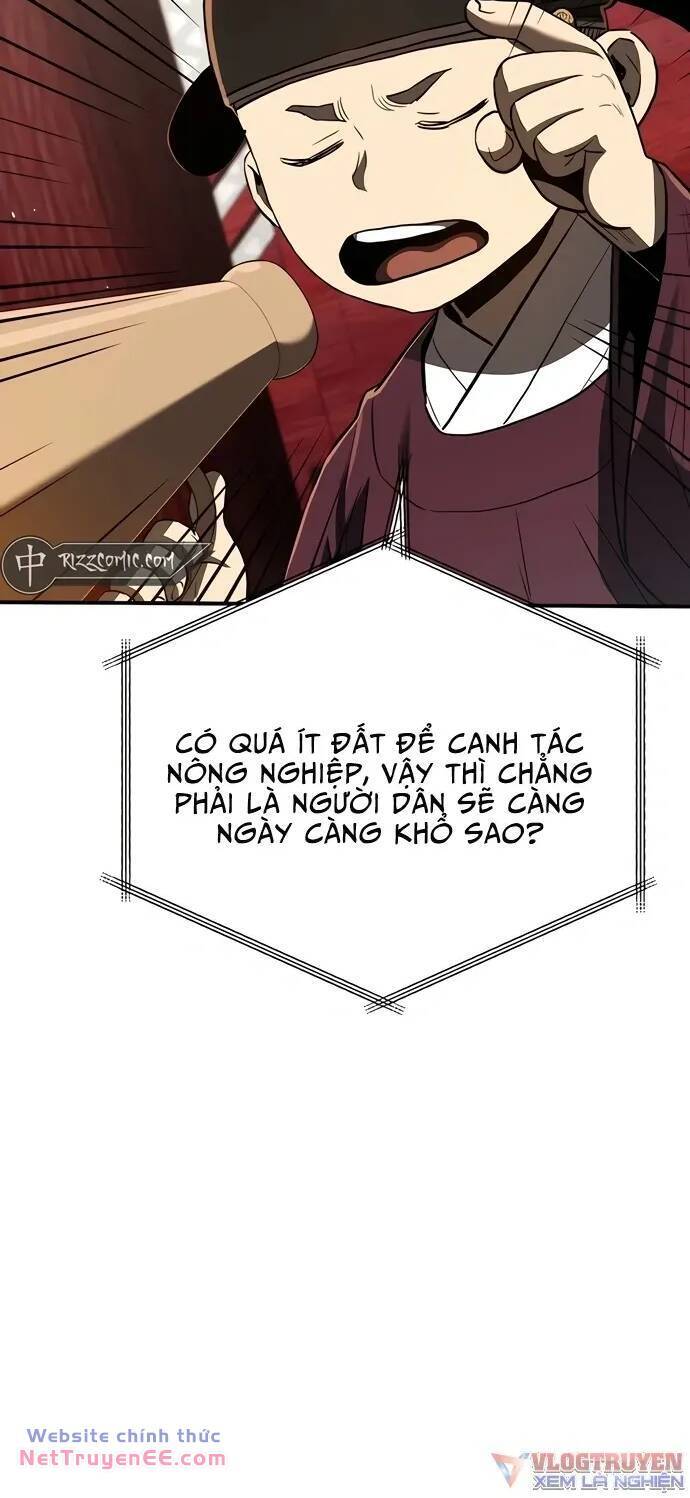 中 RIZZCOMIC.COM
CÓ QUÁ ÍT ĐẤT ĐỂ CANH TÁC
NÔNG NGHIỆP, VẬY THÌ CHẲNG
PHẢI LÀ NGƯỜI DÂN SẼ CÀNG
NGÀY CÀNG KHỔ SAO?
Website chính thức
NetTruyenEE.com
VLOGTRUYEN
XEM LÀ NGHIỆN